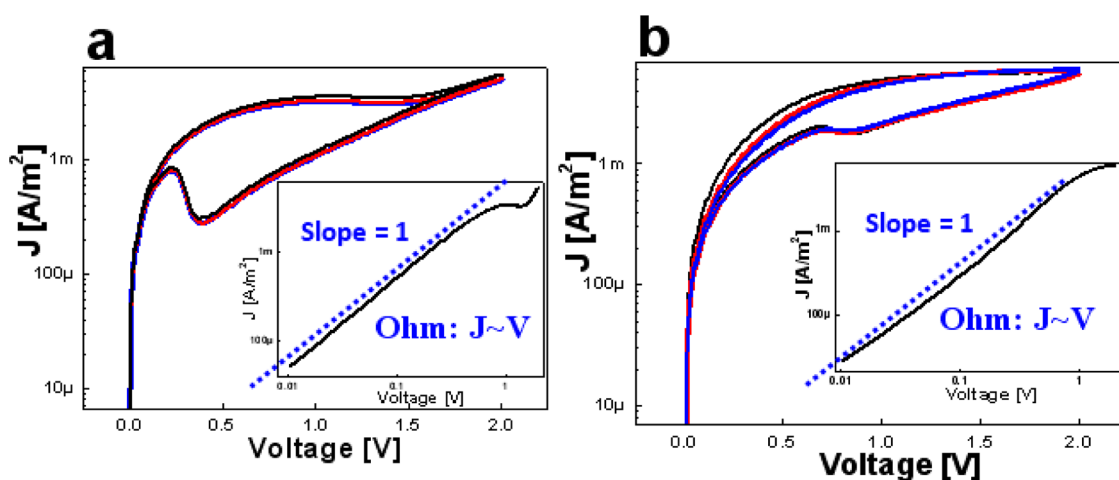 a
J [A/m²]
1m
100µ
10µ
0.0 0.5 1.0 1.5 2.0
Voltage [V]
Slope = 1
Ohm: J~V
J [A/m²]
1m
100µ
0.01 0.1 1
Voltage [V]
b
J [A/m²]
1m
100µ
10µ
0.0 0.5 1.0 1.5 2.0
Voltage [V]
Slope = 1
Ohm: J~V
J [A/m²]
1m
100µ
0.01 0.1 1
Voltage [V]